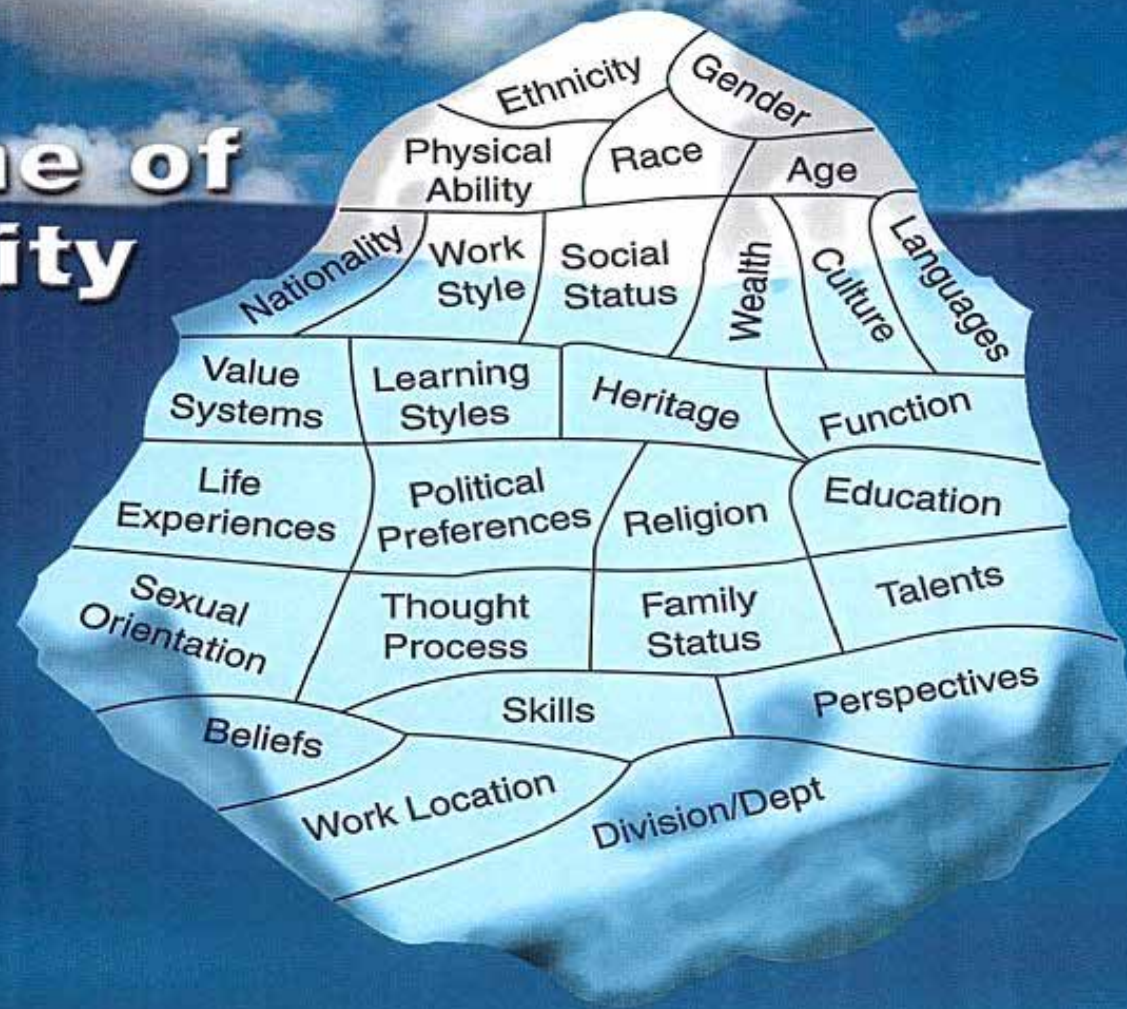 ne of
ity
Ethnicity
Gender
Physical
Ability
Race
Age
Nationality
Work
Style
Social
Status
Wealth
Culture
Languages
Value
Systems
Learning
Styles
Heritage
Function
Life
Experiences
Political
Preferences
Religion
Education
Sexual
Orientation
Thought
Process
Family
Status
Talents
Beliefs
Skills
Perspectives
Work Location
Division/Dept